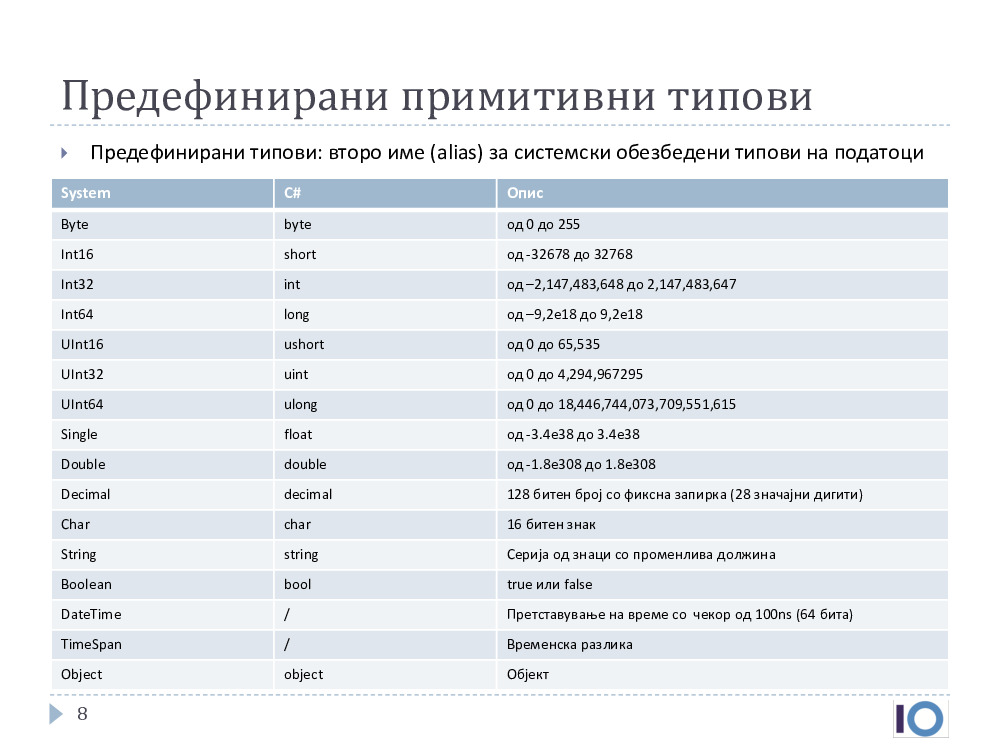 Предефинирани примитивни типови
Предефинирани типови: второ име (alias) за системски обезбедени типови на податоци
System C# Опис
Byte byte од 0 до 255
Int16 short од -32678 до 32768
Int32 int од –2,147,483,648 до 2,147,483,647
Int64 long од –9,2e18 до 9,2e18
UInt16 ushort од 0 до 65,535
UInt32 uint од 0 до 4,294,967295
UInt64 ulong од 0 до 18,446,744,073,709,551,615
Single float од -3.4e38 до 3.4e38
Double double од -1.8e308 до 1.8e308
Decimal decimal 128 битен број со фиксна запирка (28 значајни дигити)
Char char 16 битен знак
String string Серија од знаци со променлива должина
Boolean bool true или false
DateTime / Претставување на време со чекор од 100ns (64 бита)
TimeSpan / Временска разлика
Object object Објект
8
IO